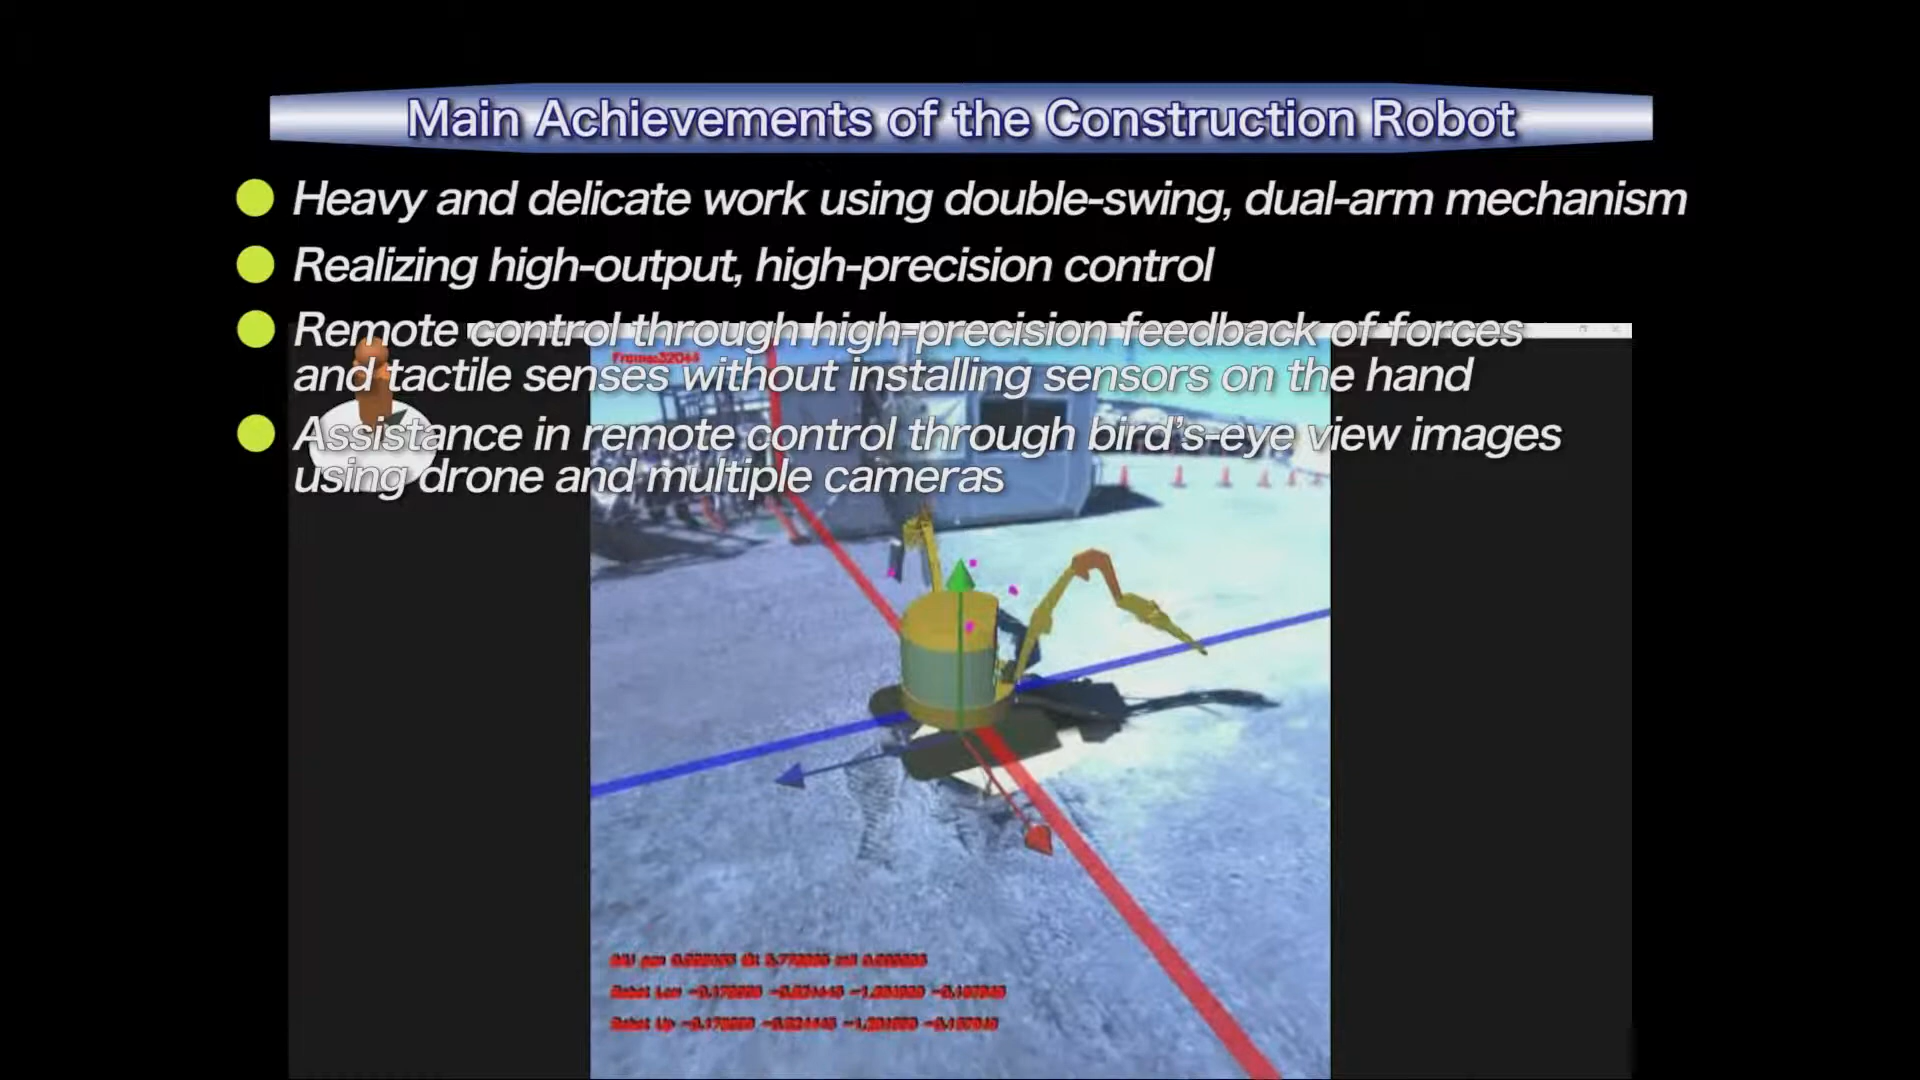 Main Achievements of the Construction Robot
Heavy and delicate work using double-swing, dual-arm mechanism
Realizing high-output, high-precision control
Remote control through high-precision feedback of forces
and tactile senses without installing sensors on the hand
Assistance in remote control through bird's-eye view images
using drone and multiple cameras